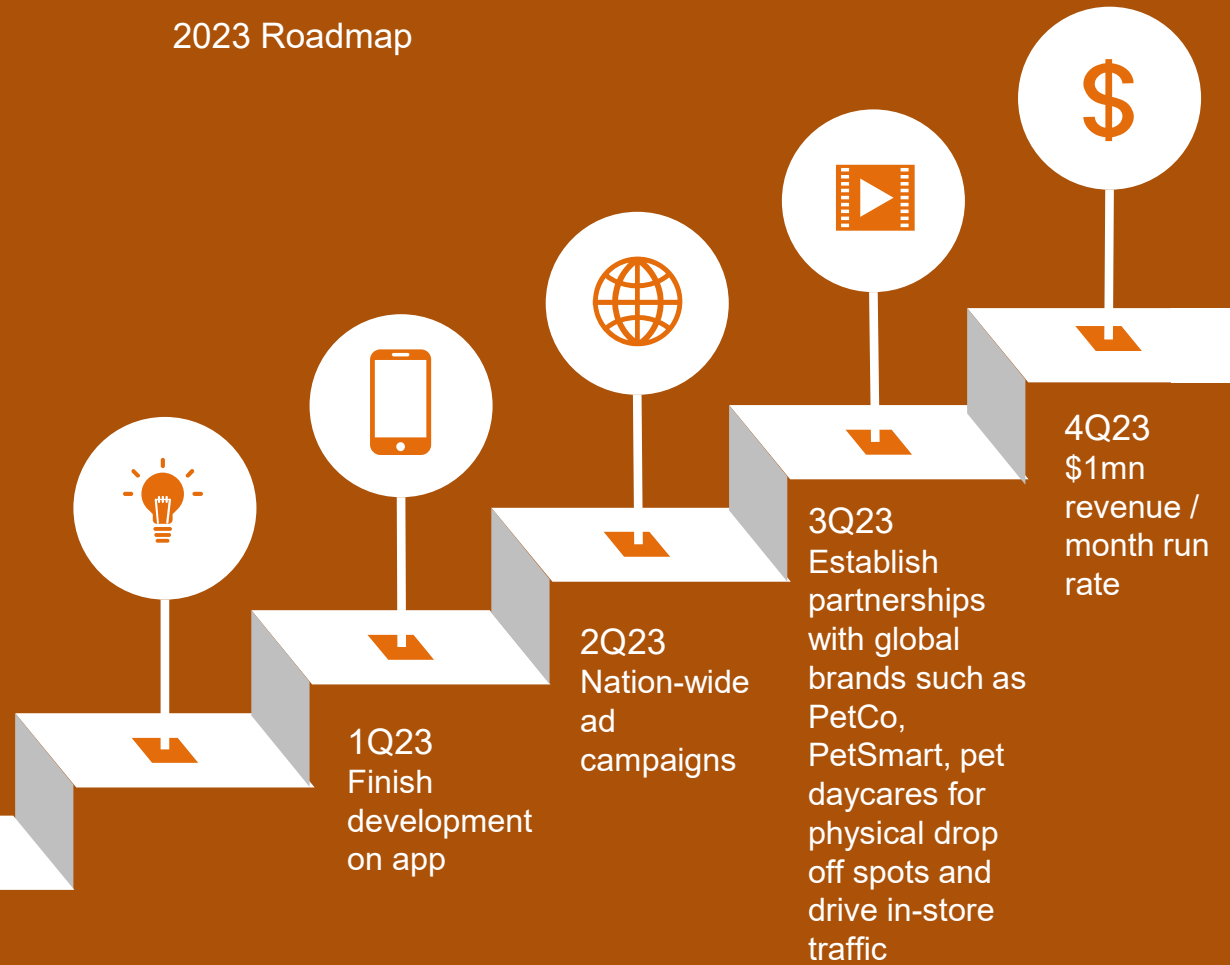 2023 Roadmap
1Q23
Finish
development
on app
2Q23
Nation-wide
ad
campaigns
3Q23
Establish
partnerships
with global
brands such as
PetCo,
PetSmart, pet
daycares for
physical drop
off spots and
drive in-store
traffic
4Q23
$1mn
revenue /
month run
rate
$